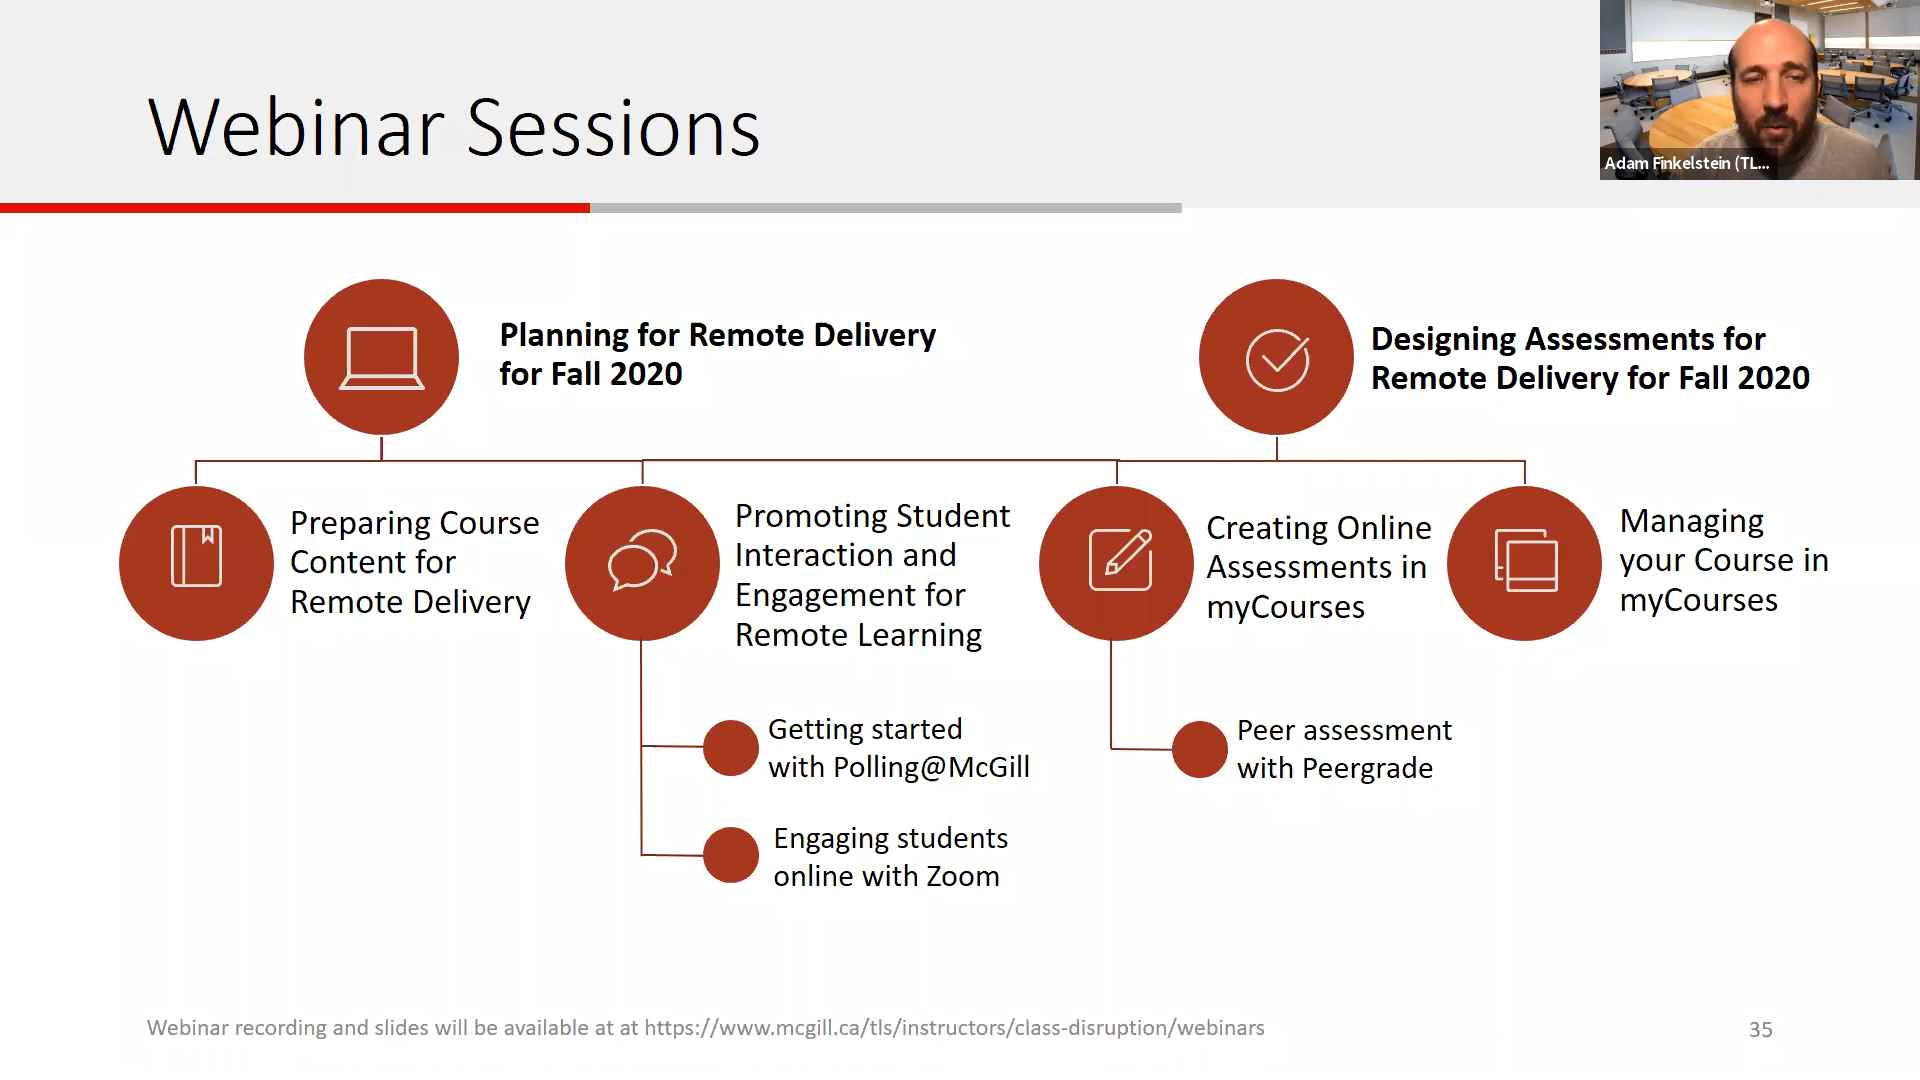 Webinar Sessions
Adam Finkelstein (TL...
Planning for Remote Delivery
for Fall 2020
Designing Assessments for
Remote Delivery for Fall 2020
Preparing Course
Content for
Remote Delivery
Promoting Student
Interaction and
Engagement for
Remote Learning
Creating Online
Assessments in
myCourses
Managing
your Course in
myCourses
Getting started
with Polling@McGill
Engaging students
online with Zoom
Peer assessment
with Peergrade
Webinar recording and slides will be available at at https://www.mcgill.ca/tls/instructors/class-disruption/webinars
35